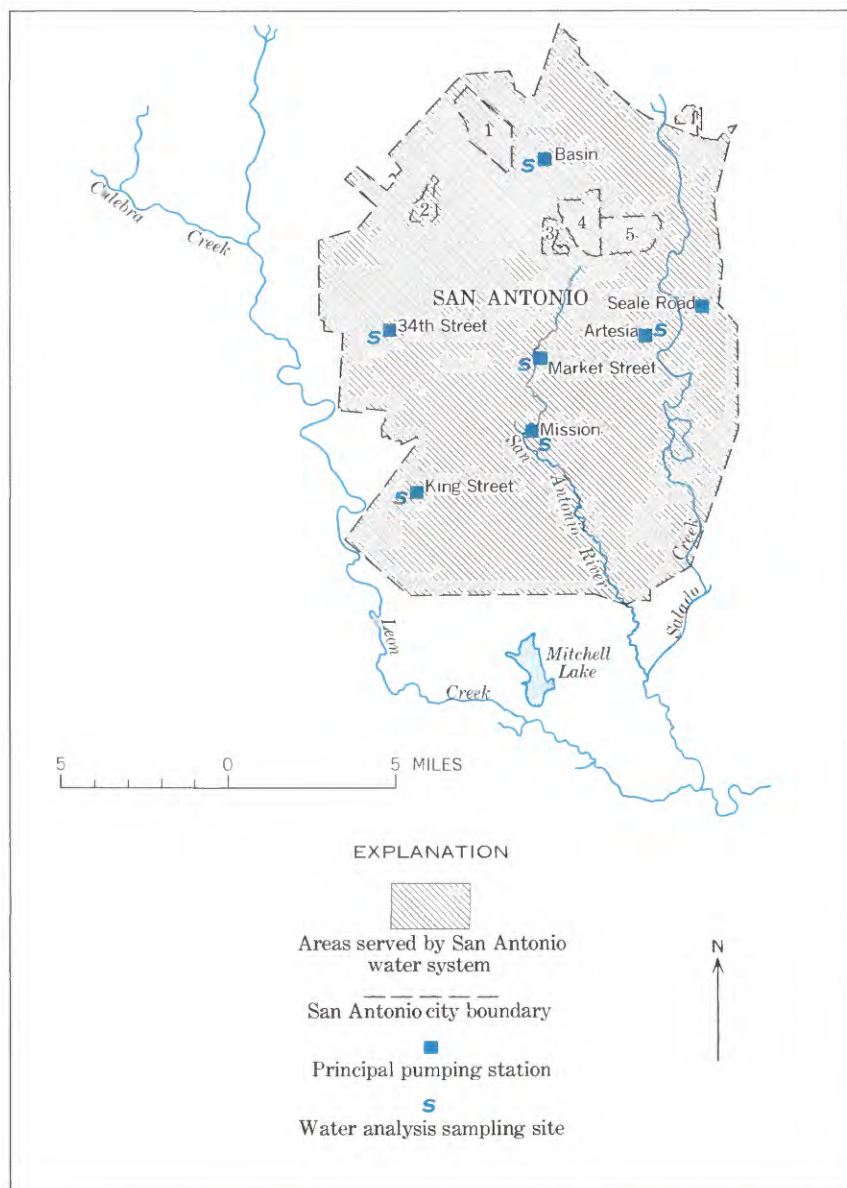 1
Basin
S
2
3
4
5
Culebra
Creek
SAN ANTONIO
Seale Road
34th Street
S
Artesia
S
S
Market Street
Mission
S
San
Antonio
River
King Street
S
Creek
Salado
Leon
Creek
Mitchell
Lake
5 0 5 MILES
EXPLANATION
Areas served by San Antonio
water system
San Antonio city boundary
Principal pumping station
S
Water analysis sampling site
N